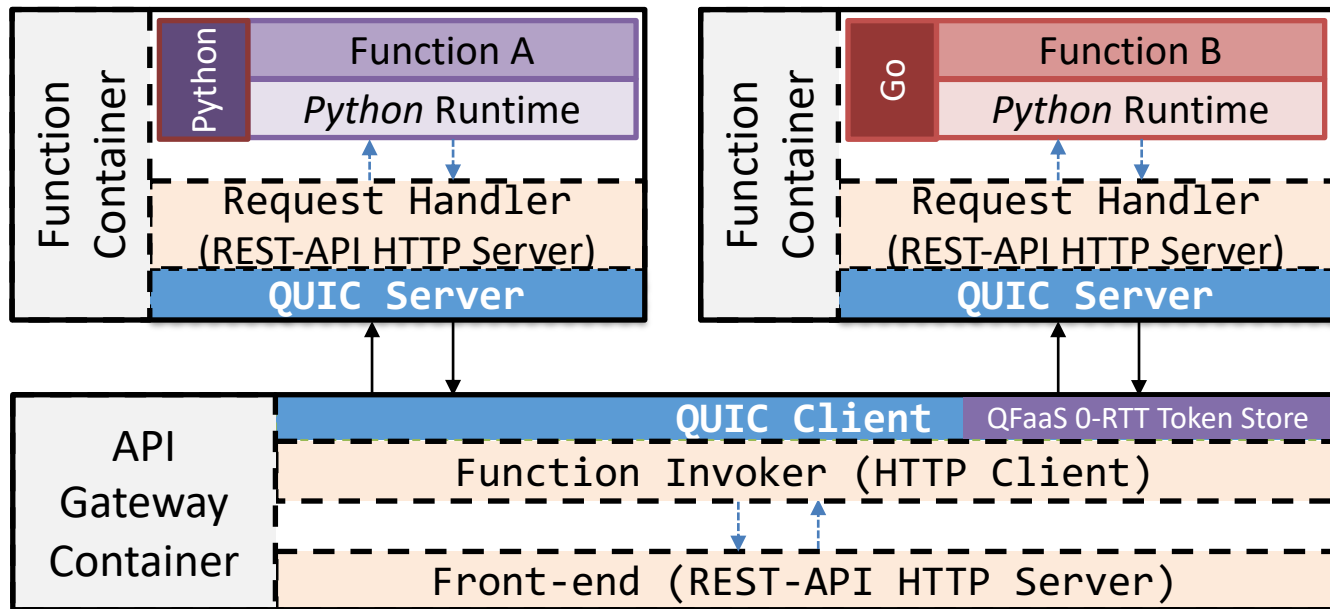 Function
Container
Python
Function A
Python Runtime
Request Handler
(REST-API HTTP Server)
QUIC Server
Function
Container
Go
Function B
Python Runtime
Request Handler
(REST-API HTTP Server)
QUIC Server
API
Gateway
Container
QUIC Client
QFaaS 0-RTT Token Store
Function Invoker (HTTP Client)
Front-end (REST-API HTTP Server)